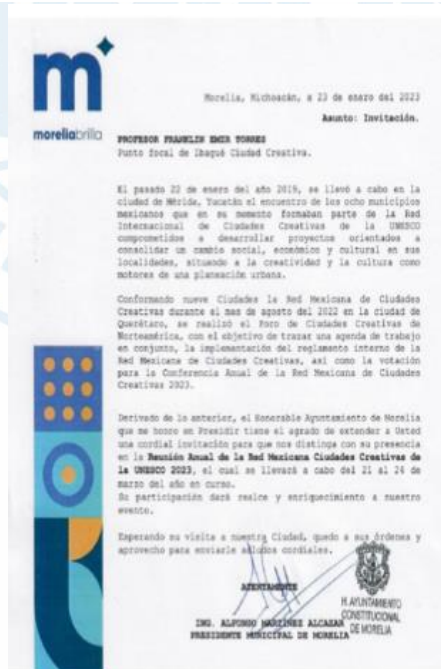 m
moreliabrilla
Morelia, Michoacán, a 23 de enero del 2023
Asunto: Invitación.
PROFESOR FRANKLIN EMIR TORRES
Punto focal de Ibagué Ciudad Creativa.
El pasado 22 de enero del año 2019, se llevó a cabo en la
ciudad de Mérida, Yucatán el encuentro de los ocho municipios
mexicanos que en su momento formaban parte de la Red
Internacional de Ciudades Creativas de la UNESCO
comprometidos a desarrollar proyectos orientados a
consolidar un cambio social, económico y cultural en sus
localidades, situando a la creatividad y la cultura como
motores de una planeación urbana.
Conformando nueve Ciudades la Red Mexicana de Ciudades
Creativas durante el mes de agosto del 2022 en la ciudad de
Querétaro, se realizó el Foro de Ciudades Creativas de
Norteamérica, con el objetivo de trazar una agenda de trabajo
en conjunto, la implementación del reglamento interno de la
Red Mexicana de Ciudades Creativas, así como la votación
para la Conferencia Anual de la Red Mexicana de Ciudades
Creativas 2023.
Derivado de lo anterior, el Honorable Ayuntamiento de Morelia
que me honro en Presidir tiene el agrado de extender a Usted
una cordial invitación para que nos distinga con su presencia
en la Reunión Anual de la Red Mexicana Ciudades Creativas de
la UNESCO 2023, el cual se llevará a cabo del 21 al 24 de
marzo del año en curso.
Su participación dará realce y enriquecimiento a nuestro
evento.
Esperando su visita a nuestra Ciudad, quedo a sus órdenes y
aprovecho para enviarle saludos cordiales.
ATENTAMENTE
ING. ALFONSO MARTÍNEZ ALCAZAR
PRESIDENTE MUNICIPAL DE MORELIA
H. AYUNTAMIENTO
CONSTITUCIONAL
DE MORELIA